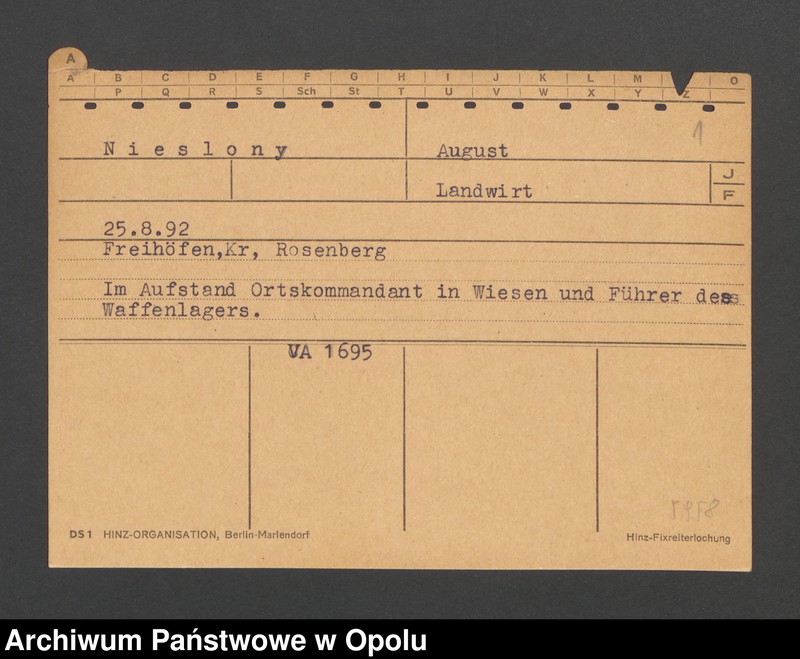 A
A B C D E F G H I J K L M O
P Q R S Sch St T U V W X Y Z
1
Nieslony August
Landwirt J
F
25.8.92
Freihöfen,Kr, Rosenberg
Im Aufstand Ortskommandant in Wiesen und Führer des
Waffenlagers.
VA 1695
DS1 HINZ-ORGANISATION, Berlin-Mariendorf
Hinz-Fixreiterlochung
Archiwum Państwowe w Opolu